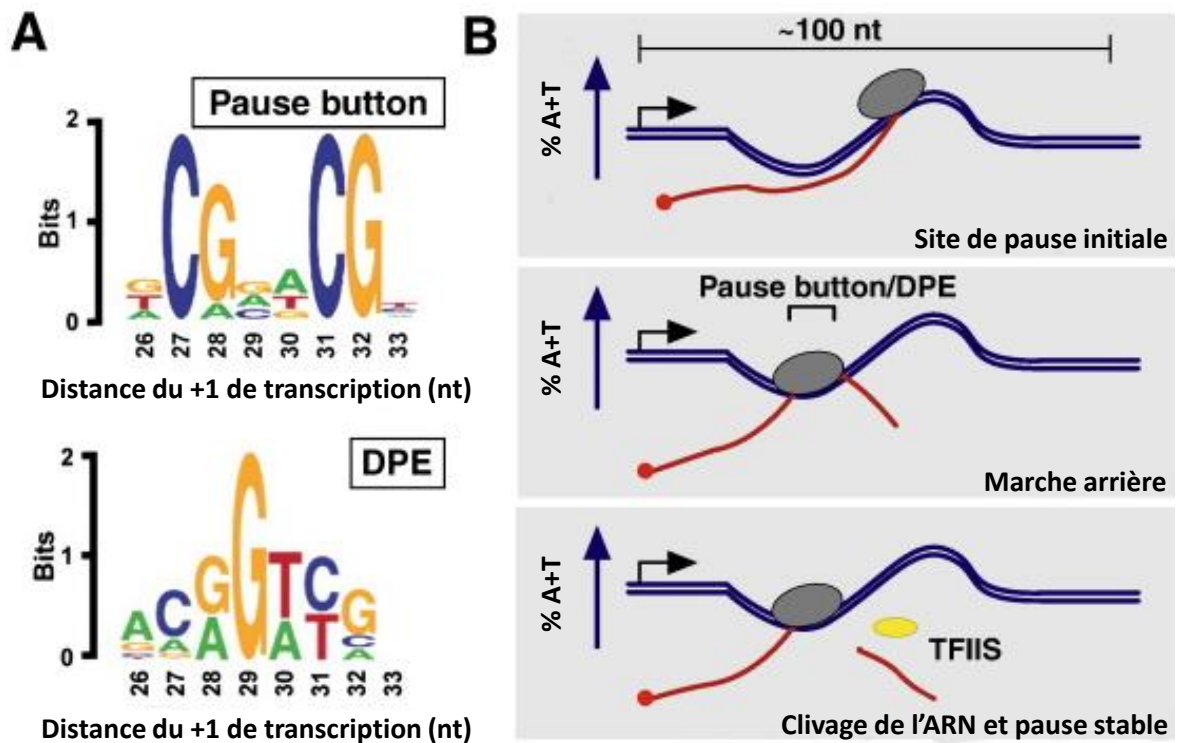 A
Pause button
2
1
0
Bits
G
T
A
C
G
A
G
A
C
A
T
G
C
G
26 27 28 29 30 31 32 33
Distance du +1 de transcription (nt)
DPE
2
1
0
Bits
A
G
C
A
G
G
A
G
T
A
C
T
G
C
A
26 27 28 29 30 31 32 33
Distance du +1 de transcription (nt)
B
~100 nt
% A+T
Site de pause initiale
Pause button/DPE
% A+T
Marche arrière
% A+T
TFIIS
Clivage de l'ARN et pause stable